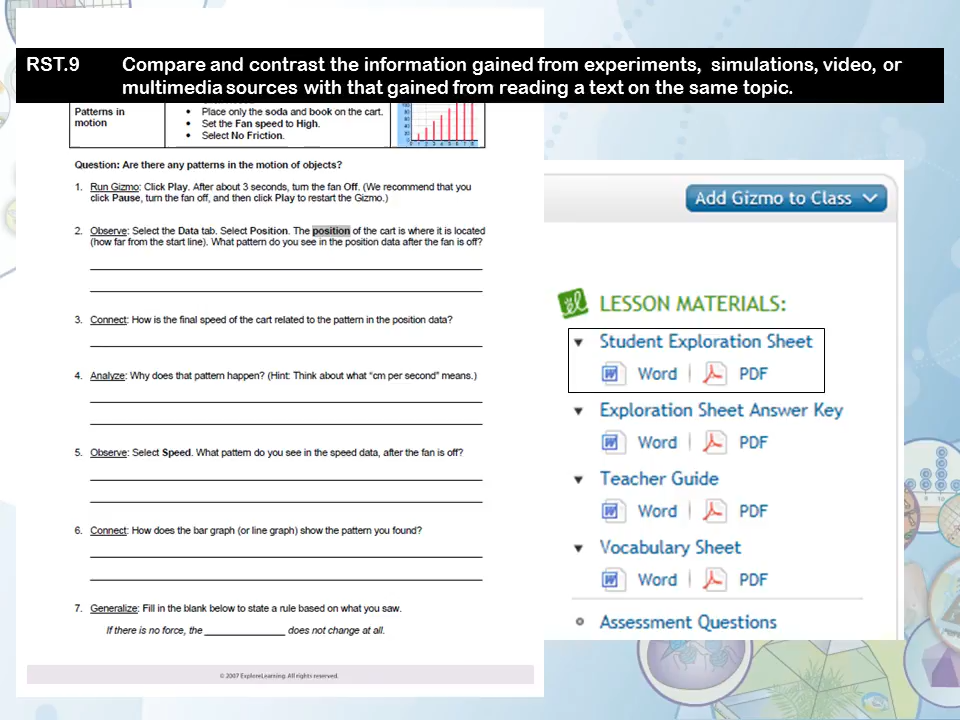 RST.9 Compare and contrast the information gained from experiments, simulations, video, or
multimedia sources with that gained from reading a text on the same topic.
Patterns in
motion
• Place only the soda and book on the cart.
• Set the Fan speed to High.
• Select No Friction.
Question: Are there any patterns in the motion of objects?
1. Run Gizmo: Click Play. After about 3 seconds, turn the fan Off. (We recommend that you
click Pause, turn the fan off, and then click Play to restart the Gizmo.)
2. Observe: Select the Data tab. Select Position. The position of the cart is where it is located
(how far from the start line). What pattern do you see in the position data after the fan is off?
3. Connect: How is the final speed of the cart related to the pattern in the position data?
4. Analyze: Why does that pattern happen? (Hint: Think about what “cm per second” means.)
5. Observe: Select Speed. What pattern do you see in the speed data, after the fan is off?
6. Connect: How does the bar graph (or line graph) show the pattern you found?
7. Generalize: Fill in the blank below to state a rule based on what you saw.
If there is no force, the ______________ does not change at all.
© 2007 ExploreLearning. All rights reserved.
Add Gizmo to Class
LESSON MATERIALS:
Student Exploration Sheet
Word | PDF
Exploration Sheet Answer Key
Word | PDF
Teacher Guide
Word | PDF
Vocabulary Sheet
Word | PDF
Assessment Questions